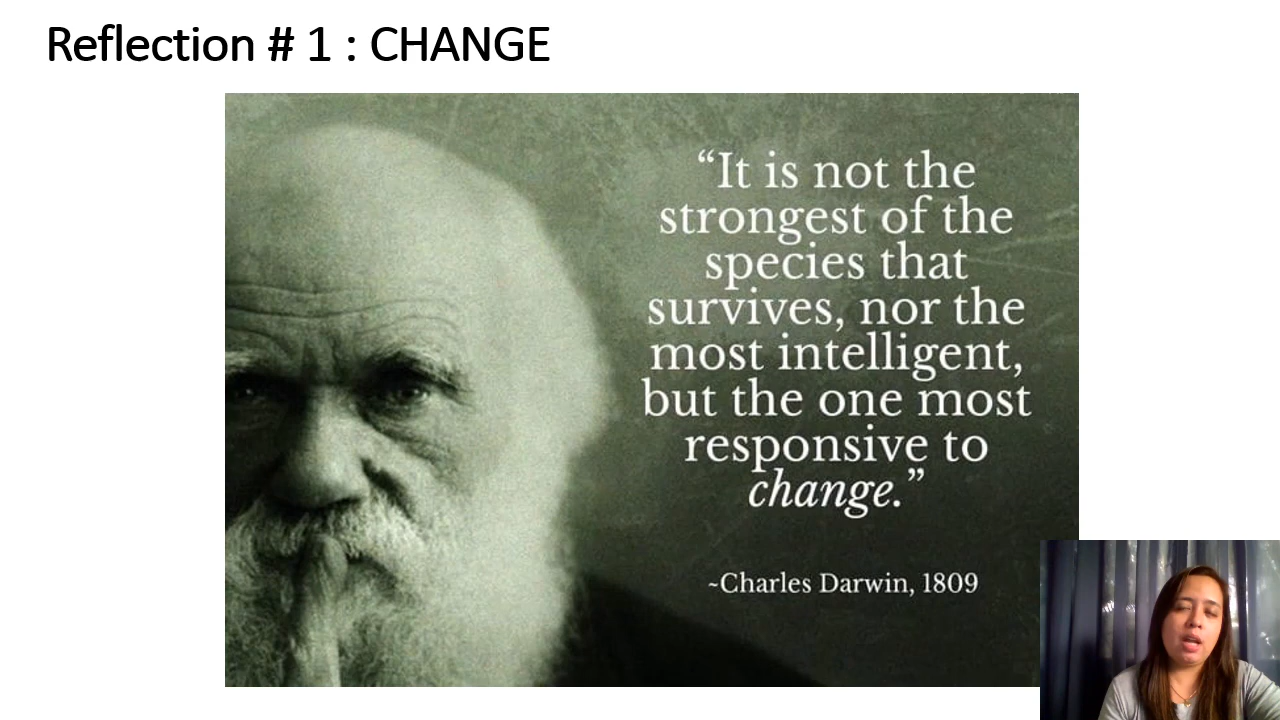 Reflection # 1 : CHANGE
“It is not the
strongest of the
species that
survives, nor the
most intelligent,
but the one most
responsive to
change.”
~Charles Darwin, 1809